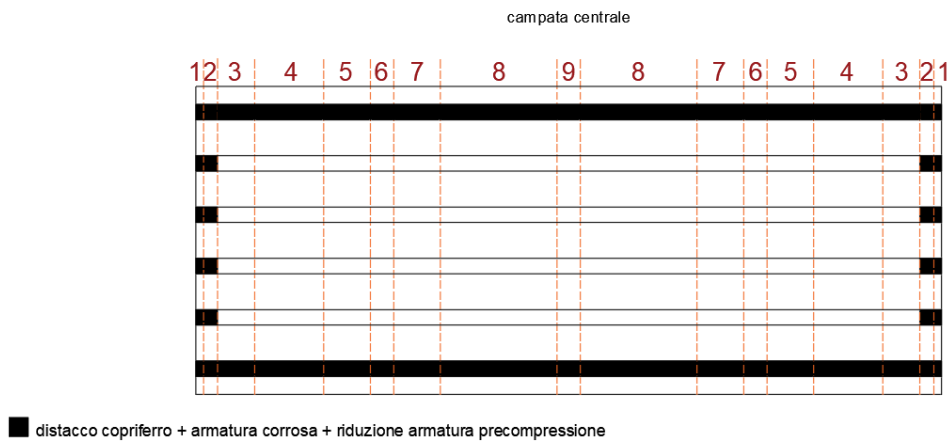 campata centrale
1 2 3 4 5 6 7 8 9 8 7 6 5 4 3 2 1
distacco copriferro + armatura corrosa + riduzione armatura precompressione